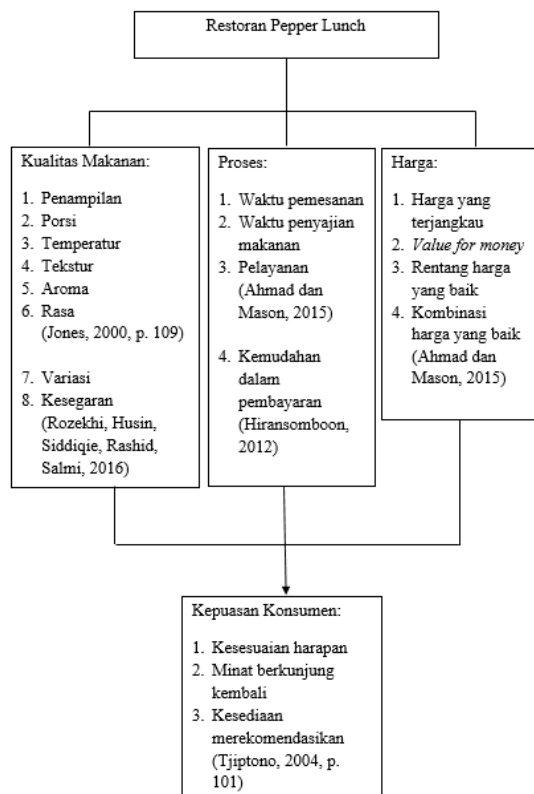 Restoran Pepper Lunch
Kualitas Makanan:
1. Penampilan
2. Porsi
3. Temperatur
4. Tekstur
5. Aroma
6. Rasa
(Jones, 2000, p. 109)
7. Variasi
8. Kesegaran
(Rozekhi, Husin,
Siddiqie, Rashid,
Salmi, 2016)
Proses:
1. Waktu pemesanan
2. Waktu penyajian
makanan
3. Pelayanan
(Ahmad dan
Mason, 2015)
4. Kemudahan
dalam
pembayaran
(Hiransomboon,
2012)
Harga:
1. Harga yang
terjangkau
2. Value for money
3. Rentang harga
yang baik
4. Kombinasi
harga yang baik
(Ahmad dan
Mason, 2015)
Kepuasan Konsumen:
1. Kesesuaian harapan
2. Minat berkunjung
kembali
3. Kesediaan
merekomendasikan
(Tjiptono, 2004, p.
101)